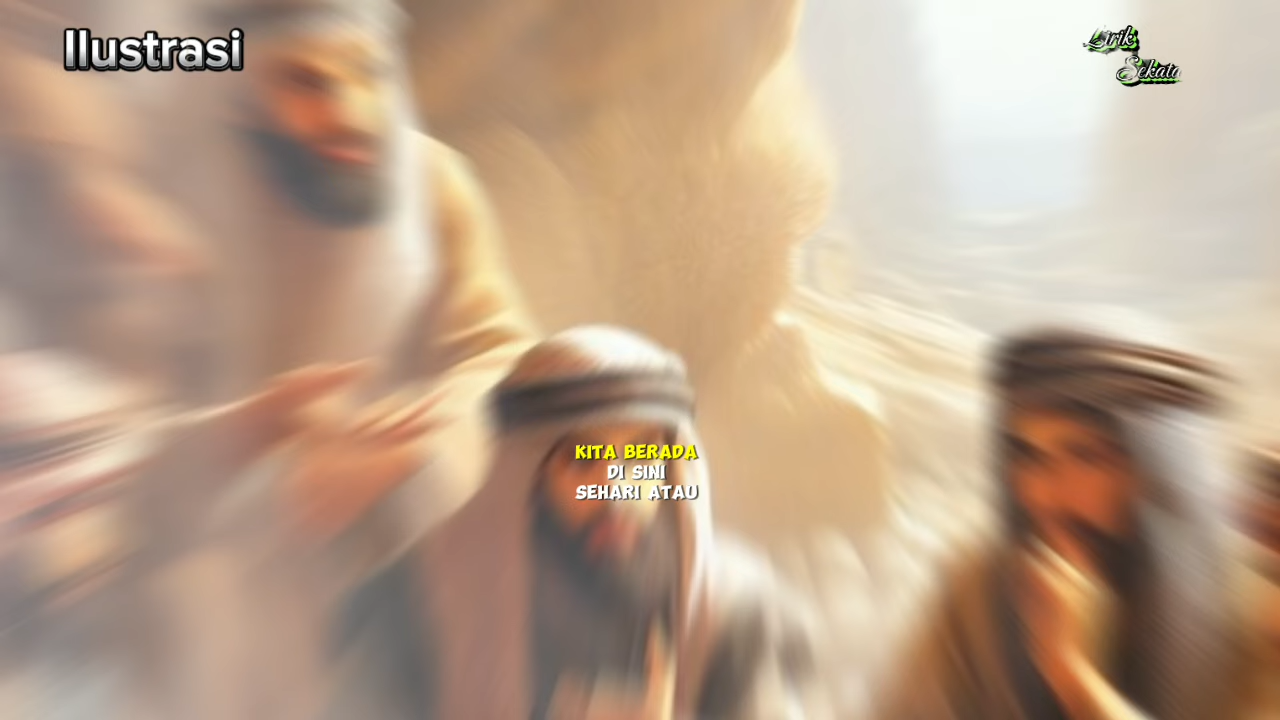 Ilustrasi
Lirik
Sekata
KITA BERADA
DI SINI
SEHARI ATAU